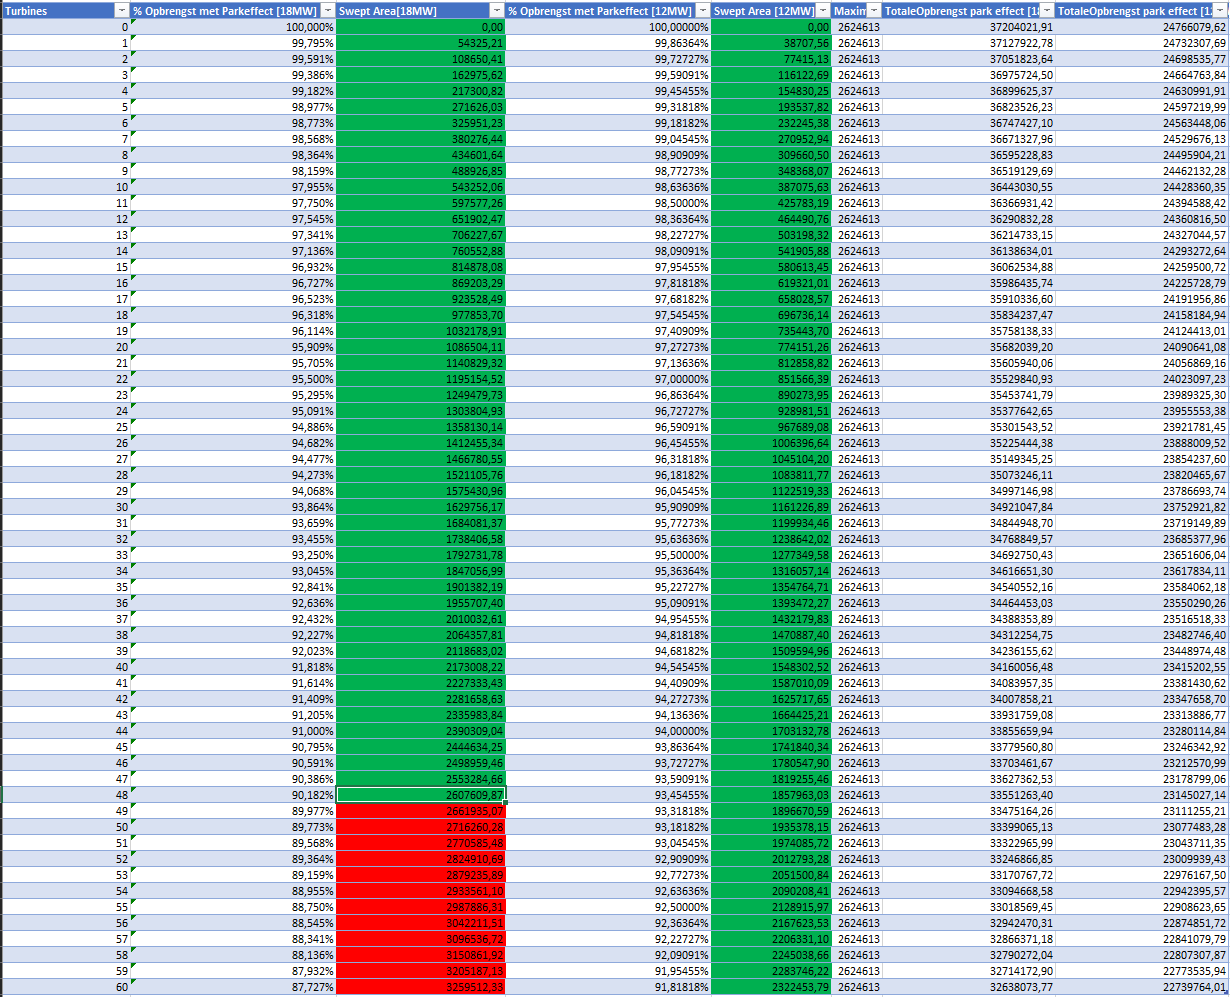 Turbines % Opbrengst met Parkeffect [18MW] Swept Area[18MW] % Opbrengst met Parkeffect [12MW] Swept Area [12MW] Maxim TotaleOpbrengst park effect [18 TotaleOpbrengst park effect [12
0 100,000% 0,00 100,00000% 0,00 2624613 37204021,91 24766079,62
1 99,795% 54325,21 99,86364% 38707,56 2624613 37127922,78 24732307,69
2 99,591% 108650,41 99,72727% 77415,13 2624613 37051823,64 24698535,77
3 99,386% 162975,62 99,59091% 116122,69 2624613 36975724,50 24664763,84
4 99,182% 217300,82 99,45455% 154830,25 2624613 36899625,37 24630991,91
5 98,977% 271626,03 99,31818% 193537,82 2624613 36823526,23 24597219,99
6 98,773% 325951,23 99,18182% 232245,38 2624613 36747427,10 24563448,06
7 98,568% 380276,44 99,04545% 270952,94 2624613 36671327,96 24529676,13
8 98,364% 434601,64 98,90909% 309660,50 2624613 36595228,83 24495904,21
9 98,159% 488926,85 98,77273% 348368,07 2624613 36519129,69 24462132,28
10 97,955% 543252,06 98,63636% 387075,63 2624613 36443030,55 24428360,35
11 97,750% 597577,26 98,50000% 425783,19 2624613 36366931,42 24394588,42
12 97,545% 651902,47 98,36364% 464490,76 2624613 36290832,28 24360816,50
13 97,341% 706227,67 98,22727% 503198,32 2624613 36214733,15 24327044,57
14 97,136% 760552,88 98,09091% 541905,88 2624613 36138634,01 24293272,64
15 96,932% 814878,08 97,95455% 580613,45 2624613 36062534,88 24259500,72
16 96,727% 869203,29 97,81818% 619321,01 2624613 35986435,74 24225728,79
17 96,523% 923528,49 97,68182% 658028,57 2624613 35910336,60 24191956,86
18 96,318% 977853,70 97,54545% 696736,14 2624613 35834237,47 24158184,94
19 96,114% 1032178,91 97,40909% 735443,70 2624613 35758138,33 24124413,01
20 95,909% 1086504,11 97,27273% 774151,26 2624613 35682039,20 24090641,08
21 95,705% 1140829,32 97,13636% 812858,82 2624613 35605940,06 24056869,16
22 95,500% 1195154,52 97,00000% 851566,39 2624613 35529840,93 24023097,23
23 95,295% 1249479,73 96,86364% 890273,95 2624613 35453741,79 23989325,30
24 95,091% 1303804,93 96,72727% 928981,51 2624613 35377642,65 23955553,38
25 94,886% 1358130,14 96,59091% 967689,08 2624613 35301543,52 23921781,45
26 94,682% 1412455,34 96,45455% 1006396,64 2624613 35225444,38 23888009,52
27 94,477% 1466780,55 96,31818% 1045104,20 2624613 35149345,25 23854237,60
28 94,273% 1521105,76 96,18182% 1083811,77 2624613 35073246,11 23820465,67
29 94,068% 1575430,96 96,04545% 1122519,33 2624613 34997146,98 23786693,74
30 93,864% 1629756,17 95,90909% 1161226,89 2624613 34921047,84 23752921,82
31 93,659% 1684081,37 95,77273% 1199934,46 2624613 34844948,70 23719149,89
32 93,455% 1738406,58 95,63636% 1238642,02 2624613 34768849,57 23685377,96
33 93,250% 1792731,78 95,50000% 1277349,58 2624613 34692750,43 23651606,04
34 93,045% 1847056,99 95,36364% 1316057,14 2624613 34616651,30 23617834,11
35 92,841% 1901382,19 95,22727% 1354764,71 2624613 34540552,16 23584062,18
36 92,636% 1955707,40 95,09091% 1393472,27 2624613 34464453,03 23550290,26
37 92,432% 2010032,61 94,95455% 1432179,83 2624613 34388353,89 23516518,33
38 92,227% 2064357,81 94,81818% 1470887,40 2624613 34312254,75 23482746,40
39 92,023% 2118683,02 94,68182% 1509594,96 2624613 34236155,62 23448974,48
40 91,818% 2173008,22 94,54545% 1548302,52 2624613 34160056,48 23415202,55
41 91,614% 2227333,43 94,40909% 1587010,09 2624613 34083957,35 23381430,62
42 91,409% 2281658,63 94,27273% 1625717,65 2624613 34007858,21 23347658,70
43 91,205% 2335983,84 94,13636% 1664425,21 2624613 33931759,08 23313886,77
44 91,000% 2390309,04 94,00000% 1703132,78 2624613 33855659,94 23280114,84
45 90,795% 2444634,25 93,86364% 1741840,34 2624613 33779560,80 23246342,92
46 90,591% 2498959,46 93,72727% 1780547,90 2624613 33703461,67 23212570,99
47 90,386% 2553284,66 93,59091% 1819255,46 2624613 33627362,53 23178799,06
48 90,182% 2607609,87 93,45455% 1857963,03 2624613 33551263,40 23145027,14
49 89,977% 2661935,07 93,31818% 1896670,59 2624613 33475164,26 23111255,21
50 89,773% 2716260,28 93,18182% 1935378,15 2624613 33399065,13 23077483,28
51 89,568% 2770585,48 93,04545% 1974085,72 2624613 33322965,99 23043711,35
52 89,364% 2824910,69 92,90909% 2012793,28 2624613 33246866,85 23009939,43
53 89,159% 2879235,89 92,77273% 2051500,84 2624613 33170767,72 22976167,50
54 88,955% 2933561,10 92,63636% 2090208,41 2624613 33094668,58 22942395,57
55 88,750% 2987886,31 92,50000% 2128915,97 2624613 33018569,45 22908623,65
56 88,545% 3042211,51 92,36364% 2167623,53 2624613 32942470,31 22874851,72
57 88,341% 3096536,72 92,22727% 2206331,10 2624613 32866371,18 22841079,79
58 88,136% 3150861,92 92,09091% 2245038,66 2624613 32790272,04 22807307,87
59 87,932% 3205187,13 91,95455% 2283746,22 2624613 32714172,90 22773535,94
60 87,727% 3259512,33 91,81818% 2322453,79 2624613 32638073,77 22739764,01